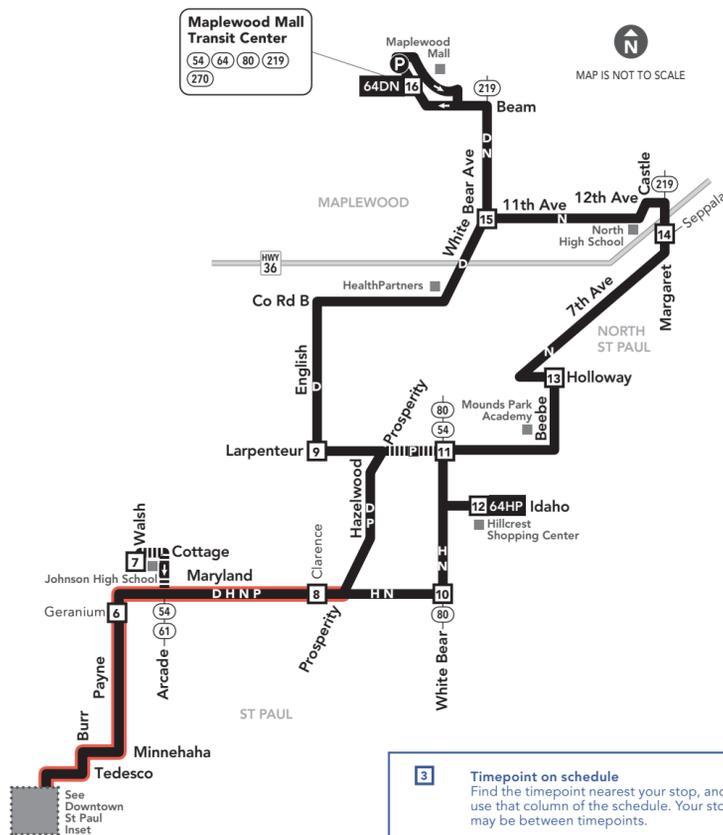 Maplewood Mall
Transit Center
54 64 80 219
270
Maplewood
Mall
P
64DN 16
219
Beam
N
MAP IS NOT TO SCALE
D
N
White Bear Ave
MAPLEWOOD
15
11th Ave
N
12th Ave
Castle
219
North
High School
14
Seppala
HWY
36
D
HealthPartners
Co Rd B
7th Ave
Margaret
NORTH
ST PAUL
N
English
D
13 Holloway
Prosperity
80
54
Mounds Park
Academy
Beebe
Larpenteur 9
P
11
Hazelwood
D
P
12 64HP Idaho
Hillcrest
Shopping Center
H
N
Walsh
7
Cottage
Johnson High School
Maryland
Clarence
D H N P
8
H N
10
80
Geranium 6
54
61
Arcade
Prosperity
White Bear
Payne
ST PAUL
Burr
Minnehaha
Tedesco
See
Downtown
St Paul
Inset
3 Timepoint on schedule
Find the timepoint nearest your stop, and
use that column of the schedule. Your stop
may be between timepoints.